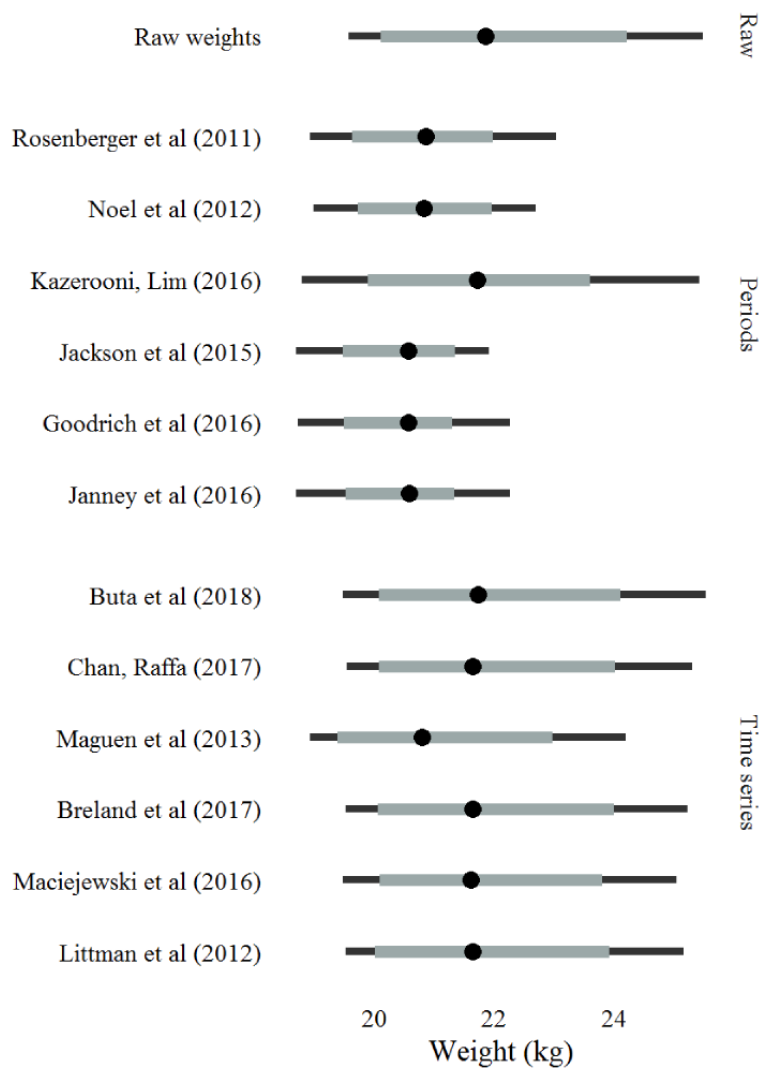 Raw weights
Raw
Rosenberger et al (2011)
Noel et al (2012)
Kazerooni, Lim (2016)
Periods
Jackson et al (2015)
Goodrich et al (2016)
Janney et al (2016)
Buta et al (2018)
Chan, Raffa (2017)
Maguen et al (2013)
Time series
Breland et al (2017)
Maciejewski et al (2016)
Littman et al (2012)
20 22 24
Weight (kg)